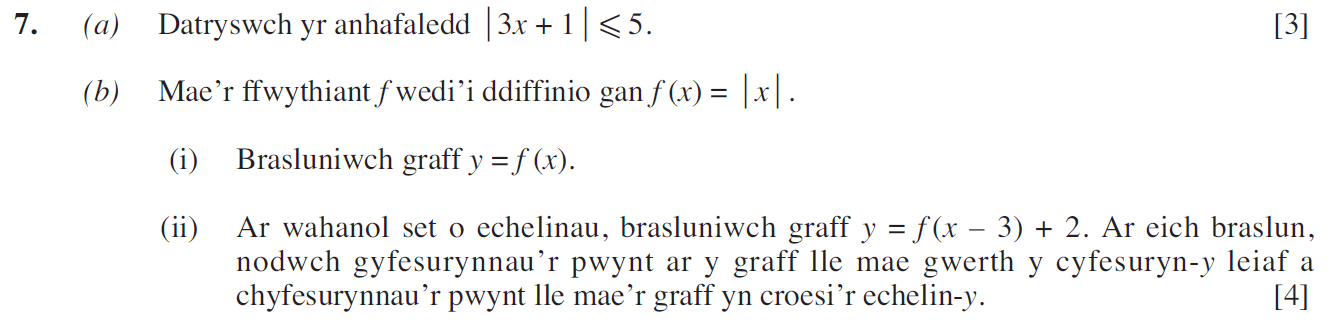 7. (a) Datryswch yr anhafaledd |3x + 1| ⩽ 5. [3]
(b) Mae'r ffwythiant f wedi'i ddiffinio gan f (x) = |x|.
(i) Brasluniwch graff y = f (x).
(ii) Ar wahanol set o echelinau, brasluniwch graff y = f (x – 3) + 2. Ar eich braslun,
nodwch gyfesurynnau'r pwynt ar y graff lle mae gwerth y cyfesuryn-y leiaf a
chyfesurynnau'r pwynt lle mae'r graff yn croesi'r echelin-y. [4]